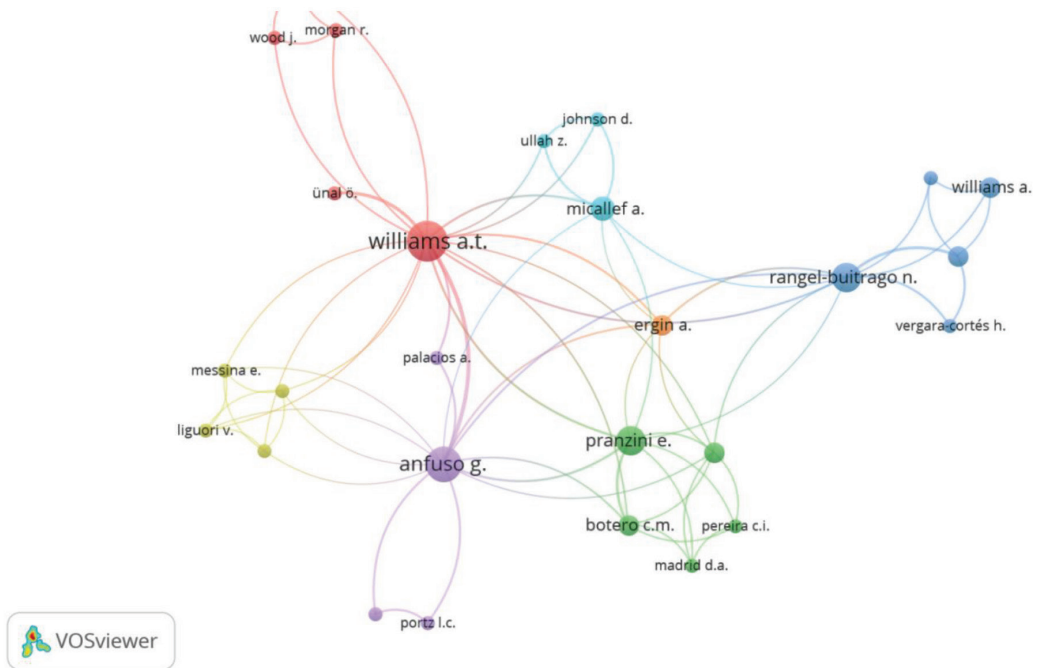 wood j.
morgan r.
johnson d.
ullah z.
ünal ö.
williams a.
micallef a.
williams a.t.
rangel-buitrago n.
ergin a.
vergara-cortés h.
palacios a.
messina e.
liguori v.
pranzini e.
anfuso g.
botero c.m.
pereira c.i.
madrid d.a.
portz l.c.
VOSviewer